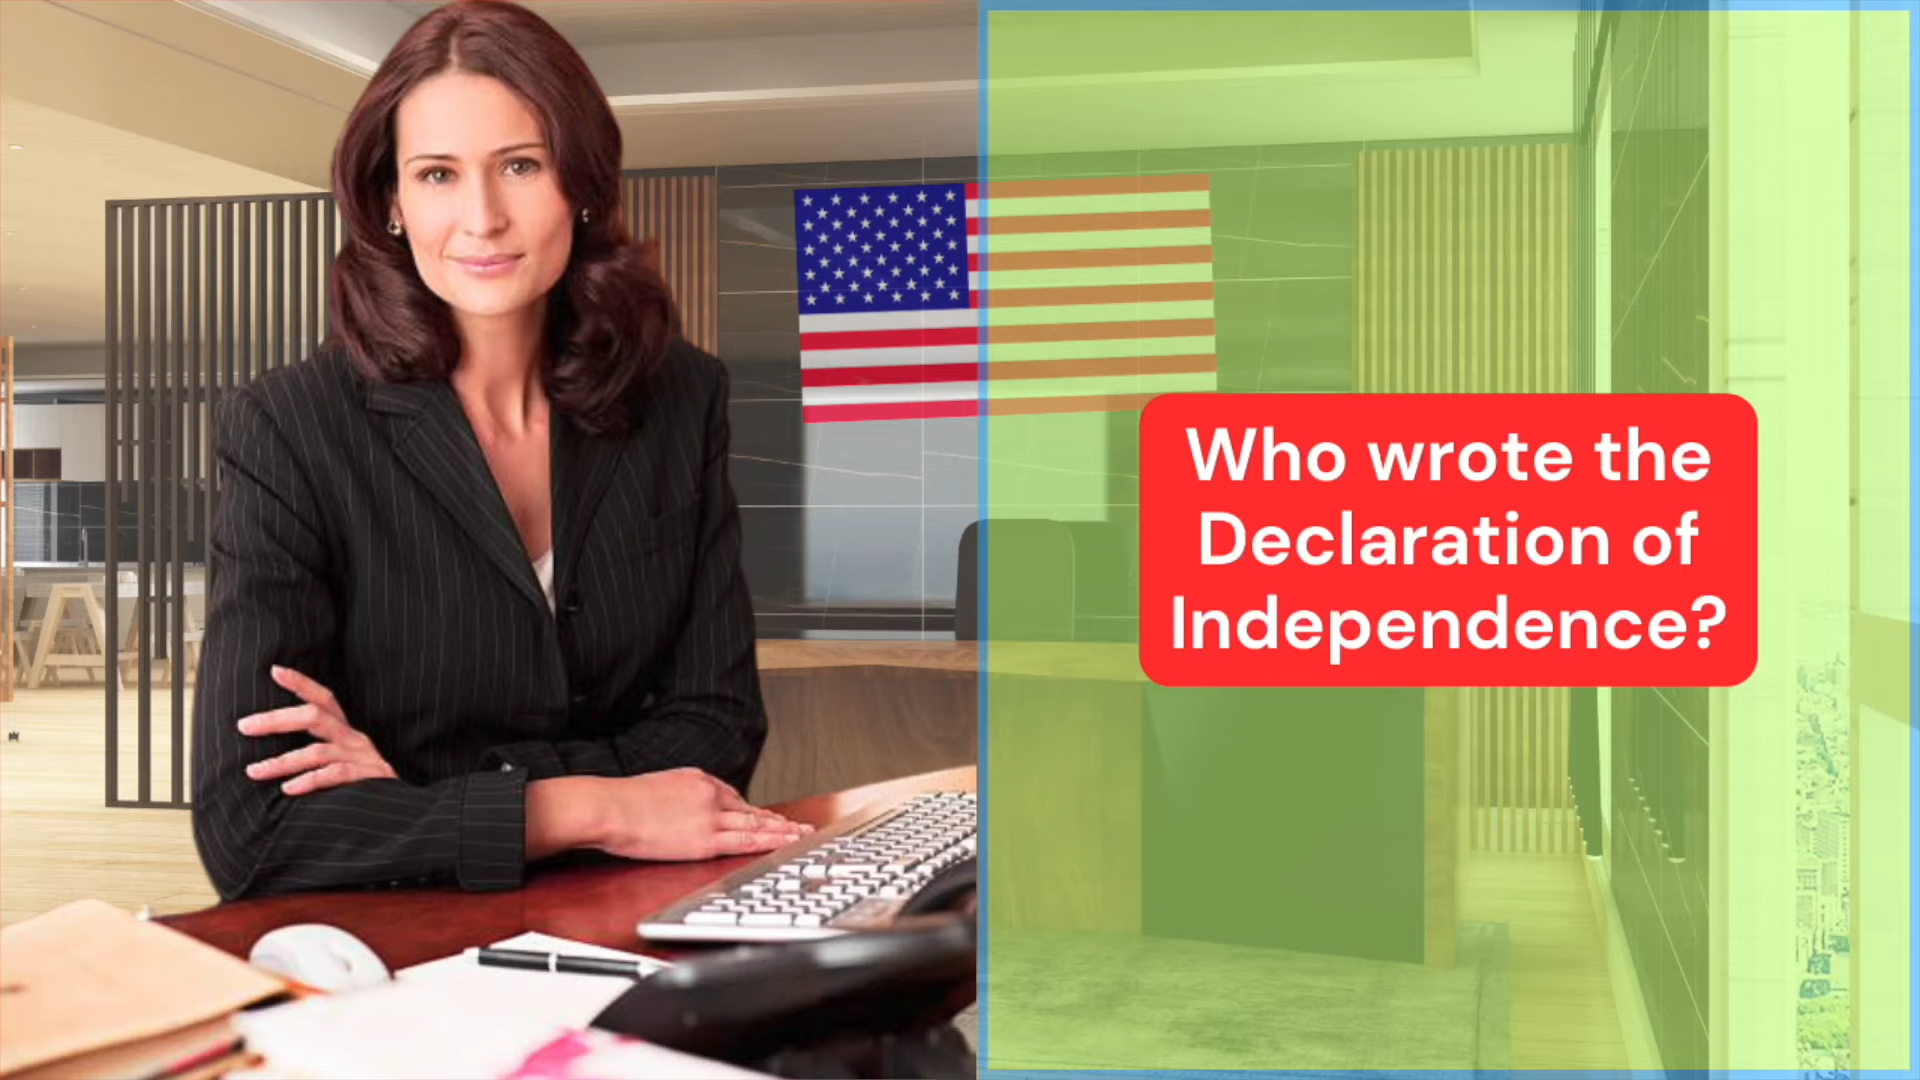 Who wrote the
Declaration of
Independence?